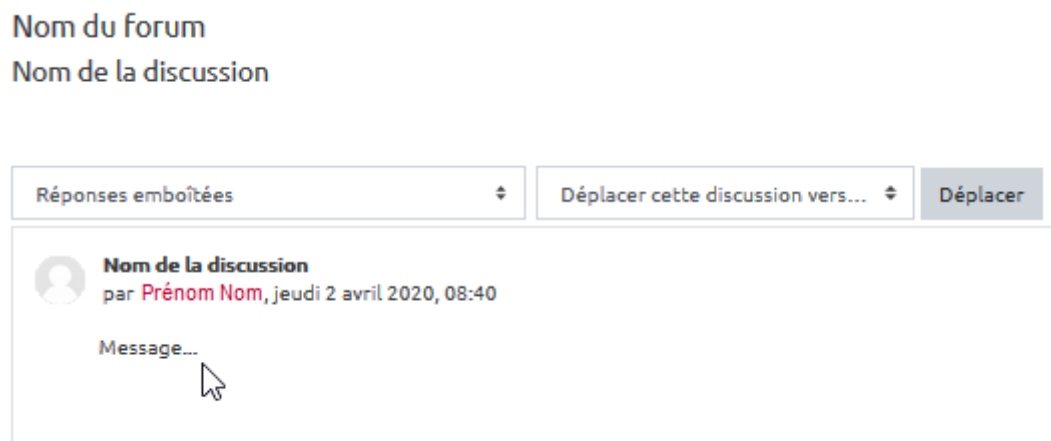 Nom du forum
Nom de la discussion
Réponses emboîtées
Déplacer cette discussion vers...
Déplacer
Nom de la discussion
par Prénom Nom, jeudi 2 avril 2020, 08:40
Message...